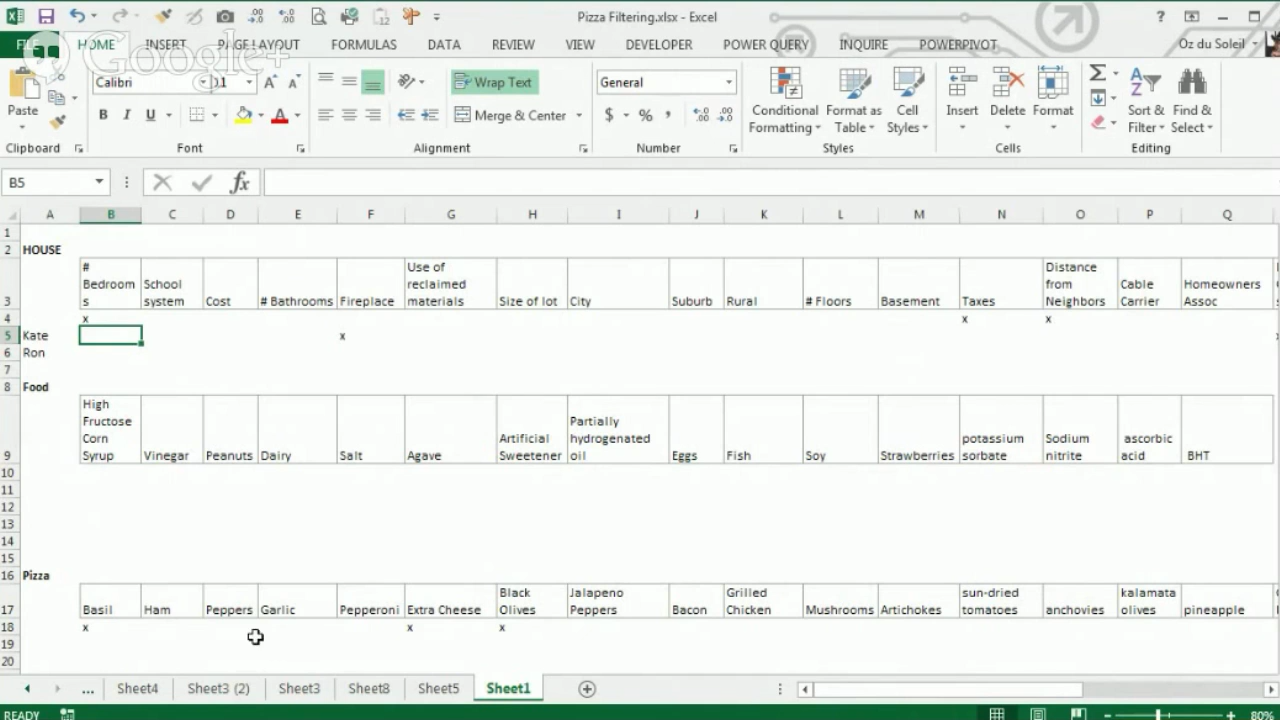 Pizza Filtering.xlsx - Excel
FILE HOME INSERT PAGE LAYOUT FORMULAS DATA REVIEW VIEW DEVELOPER POWER QUERY INQUIRE POWERPIVOT Oz du Soleil
Google+
Calibri 11 Wrap Text General
Paste B I U Merge & Center $ % , Conditional Formatting Format as Table Cell Styles Insert Delete Format Sort & Filter Find & Select
Clipboard Font Alignment Number Styles Cells Editing
B5 fx
A B C D E F G H I J K L M N O P Q
1
2 HOUSE
3 # Bedrooms School system Cost # Bathrooms Fireplace Use of reclaimed materials Size of lot City Suburb Rural # Floors Basement Taxes Distance from Neighbors Cable Carrier Homeowners Assoc
4 x x x
5 Kate x
6 Ron
7
8 Food
9 High Fructose Corn Syrup Vinegar Peanuts Dairy Salt Agave Artificial Sweetener Partially hydrogenated oil Eggs Fish Soy Strawberries potassium sorbate Sodium nitrite ascorbic acid BHT
10
11
12
13
14
15
16 Pizza
17 Basil Ham Peppers Garlic Pepperoni Extra Cheese Black Olives Jalapeno Peppers Bacon Grilled Chicken Mushrooms Artichokes sun-dried tomatoes anchovies kalamata olives pineapple
18 x x x
19
20
... Sheet4 Sheet3 (2) Sheet3 Sheet8 Sheet5 Sheet1
READY 80%